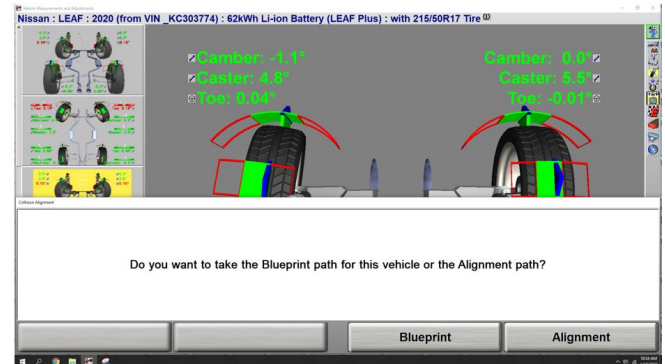 Vehicle Measurements and Adjustments
Nissan : LEAF : 2020 (from VIN _KC303774) : 62kWh Li-ion Battery (LEAF Plus) : with 215/50R17 Tire
Camber: -1.1°
Camber: 0.0°
Caster: 4.8°
Caster: 5.5°
Toe: 0.04°
Toe: -0.01°
Collision Alignment
Do you want to take the Blueprint path for this vehicle or the Alignment path?
Blueprint
Alignment